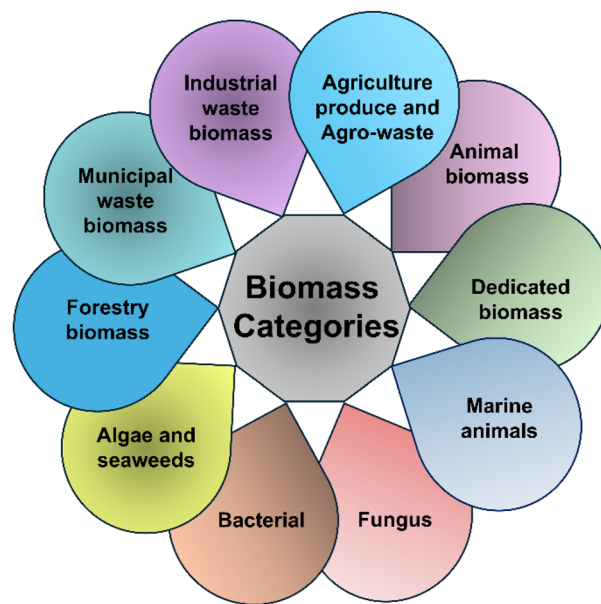 Biomass
Categories
Agriculture
produce and
Agro-waste
Animal
biomass
Dedicated
biomass
Marine
animals
Fungus
Bacterial
Algae and
seaweeds
Forestry
biomass
Municipal
waste
biomass
Industrial
waste
biomass